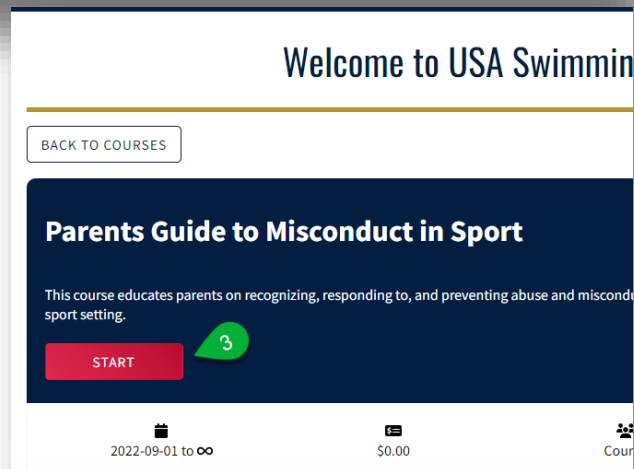 Welcome to USA Swimmin
BACK TO COURSES
Parents Guide to Misconduct in Sport
This course educates parents on recognizing, responding to, and preventing abuse and miscondu
sport setting.
START
3
2022-09-01 to ∞
$0.00
Cour